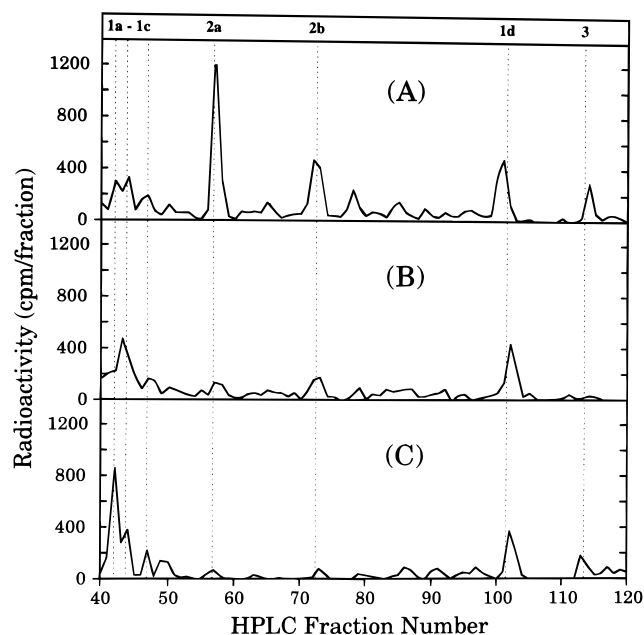 1a - 1c 2a 2b 1d 3
1200
800
400
0
(A)
1200
800
400
0
(B)
1200
800
400
0
(C)
40 50 60 70 80 90 100 110 120
HPLC Fraction Number
Radioactivity (cpm/fraction)